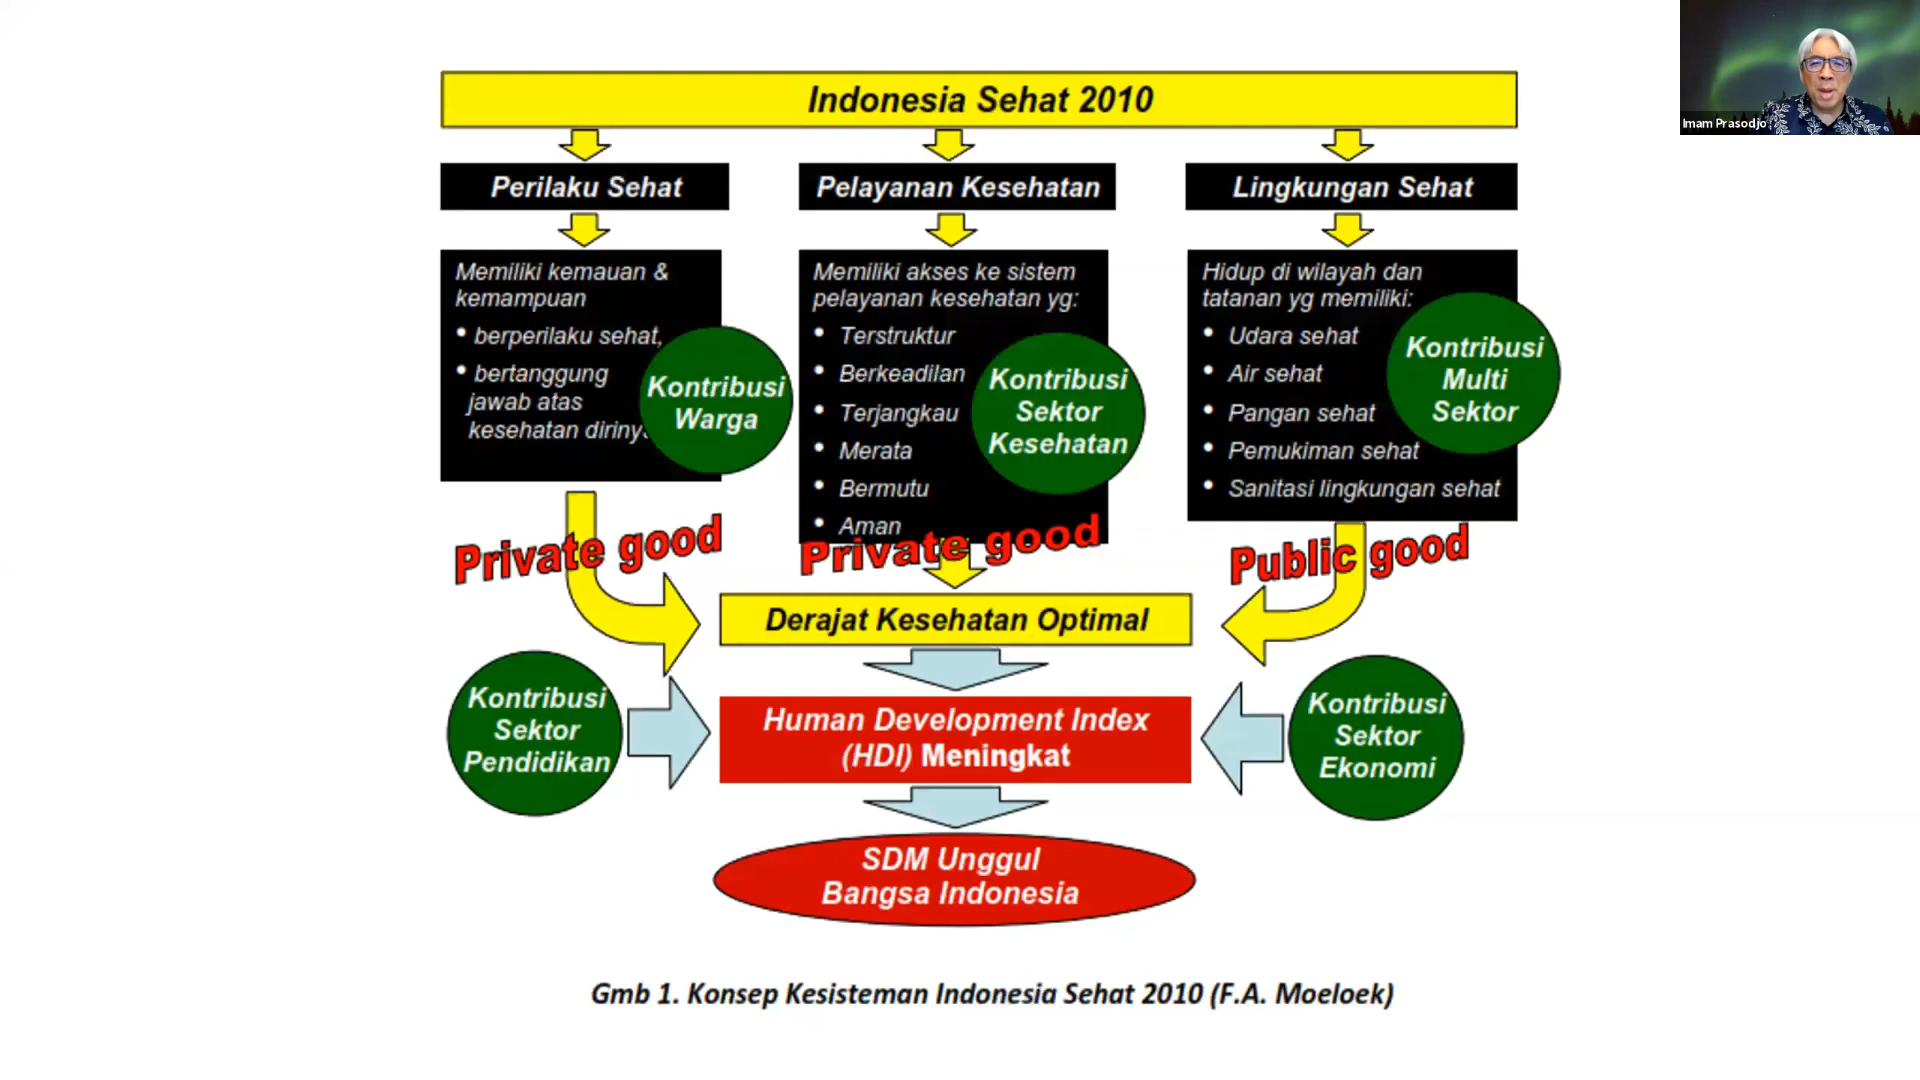 Indonesia Sehat 2010
Perilaku Sehat
Pelayanan Kesehatan
Lingkungan Sehat
Memiliki kemauan &
kemampuan
• berperilaku sehat,
• bertanggung
jawab atas
kesehatan diriny
Kontribusi
Warga
Memiliki akses ke sistem
pelayanan kesehatan yg:
• Terstruktur
• Berkeadilan
• Terjangkau
• Merata
• Bermutu
• Aman
Kontribusi
Sektor
Kesehatan
Hidup di wilayah dan
tatanan yg memiliki:
• Udara sehat
• Air sehat
• Pangan sehat
• Pemukiman sehat
• Sanitasi lingkungan sehat
Kontribusi
Multi
Sektor
Private good
Private good
Public good
Derajat Kesehatan Optimal
Kontribusi
Sektor
Pendidikan
Human Development Index
(HDI) Meningkat
Kontribusi
Sektor
Ekonomi
SDM Unggul
Bangsa Indonesia
Gmb 1. Konsep Kesisteman Indonesia Sehat 2010 (F.A. Moeloek)
Imam Prasodjo